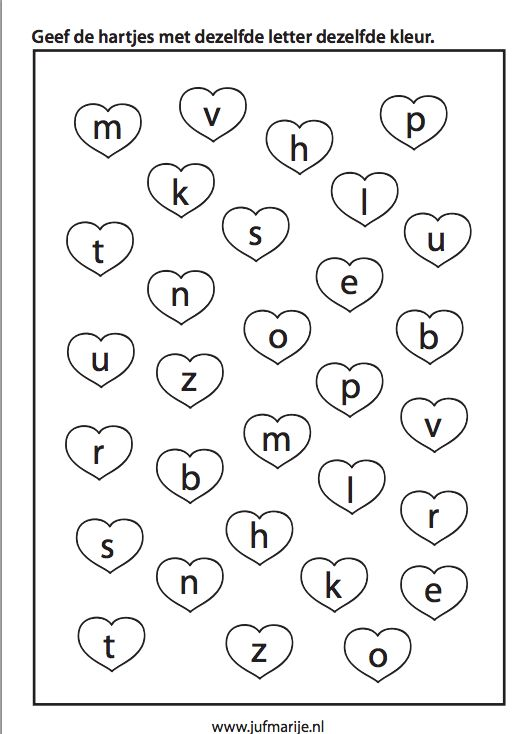 Geef de hartjes met dezelfde letter dezelfde kleur.
m
v
h
p
k
l
s
u
t
e
n
o
b
u
z
p
v
m
r
b
l
r
h
s
n
k
e
t
z
o
www.jufmarije.nl